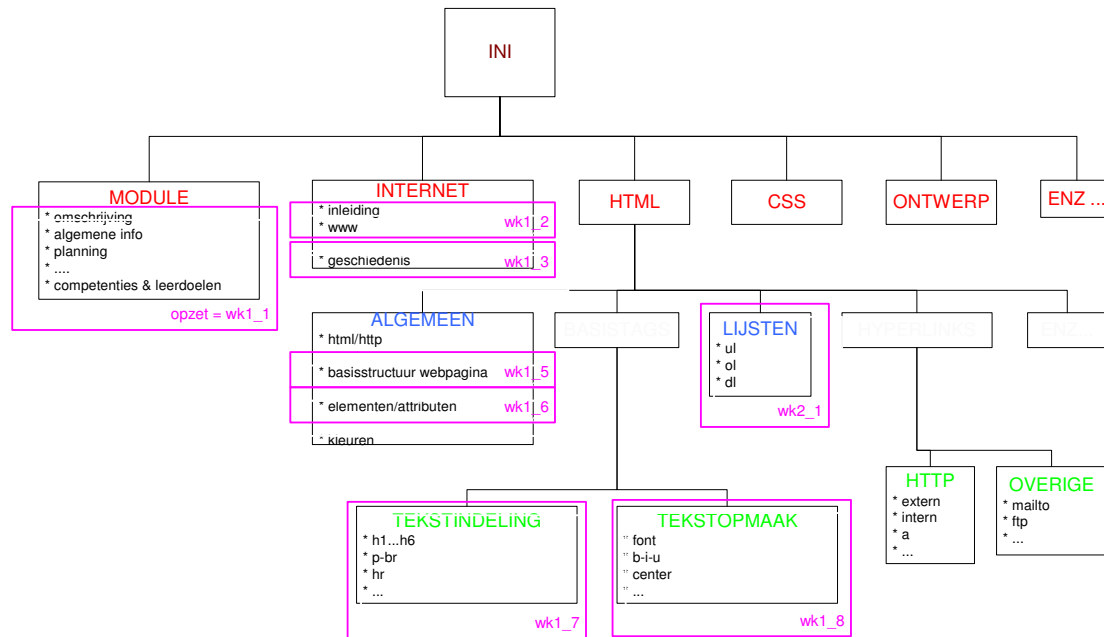 INI
MODULE
* omschrijving
* algemene info
* planning
* ....
* competenties & leerdoelen
opzet = wk1_1
INTERNET
* inleiding
* www
wk1_2
* geschiedenis
wk1_3
HTML
CSS
ONTWERP
ENZ ...
ALGEMEEN
* html/http
* basisstructuur webpagina
wk1_5
* elementen/attributen
wk1_6
* kleuren
BASISTAGS
LIJSTEN
* ul
* ol
* dl
wk2_1
HYPERLINKS
ENZ...
TEKSTINDELING
* h1...h6
* p-br
* hr
* ...
wk1_7
TEKSTOPMAAK
* font
* b-i-u
* center
* ...
wk1_8
HTTP
* extern
* intern
* a
* ...
OVERIGE
* mailto
* ftp
* ...